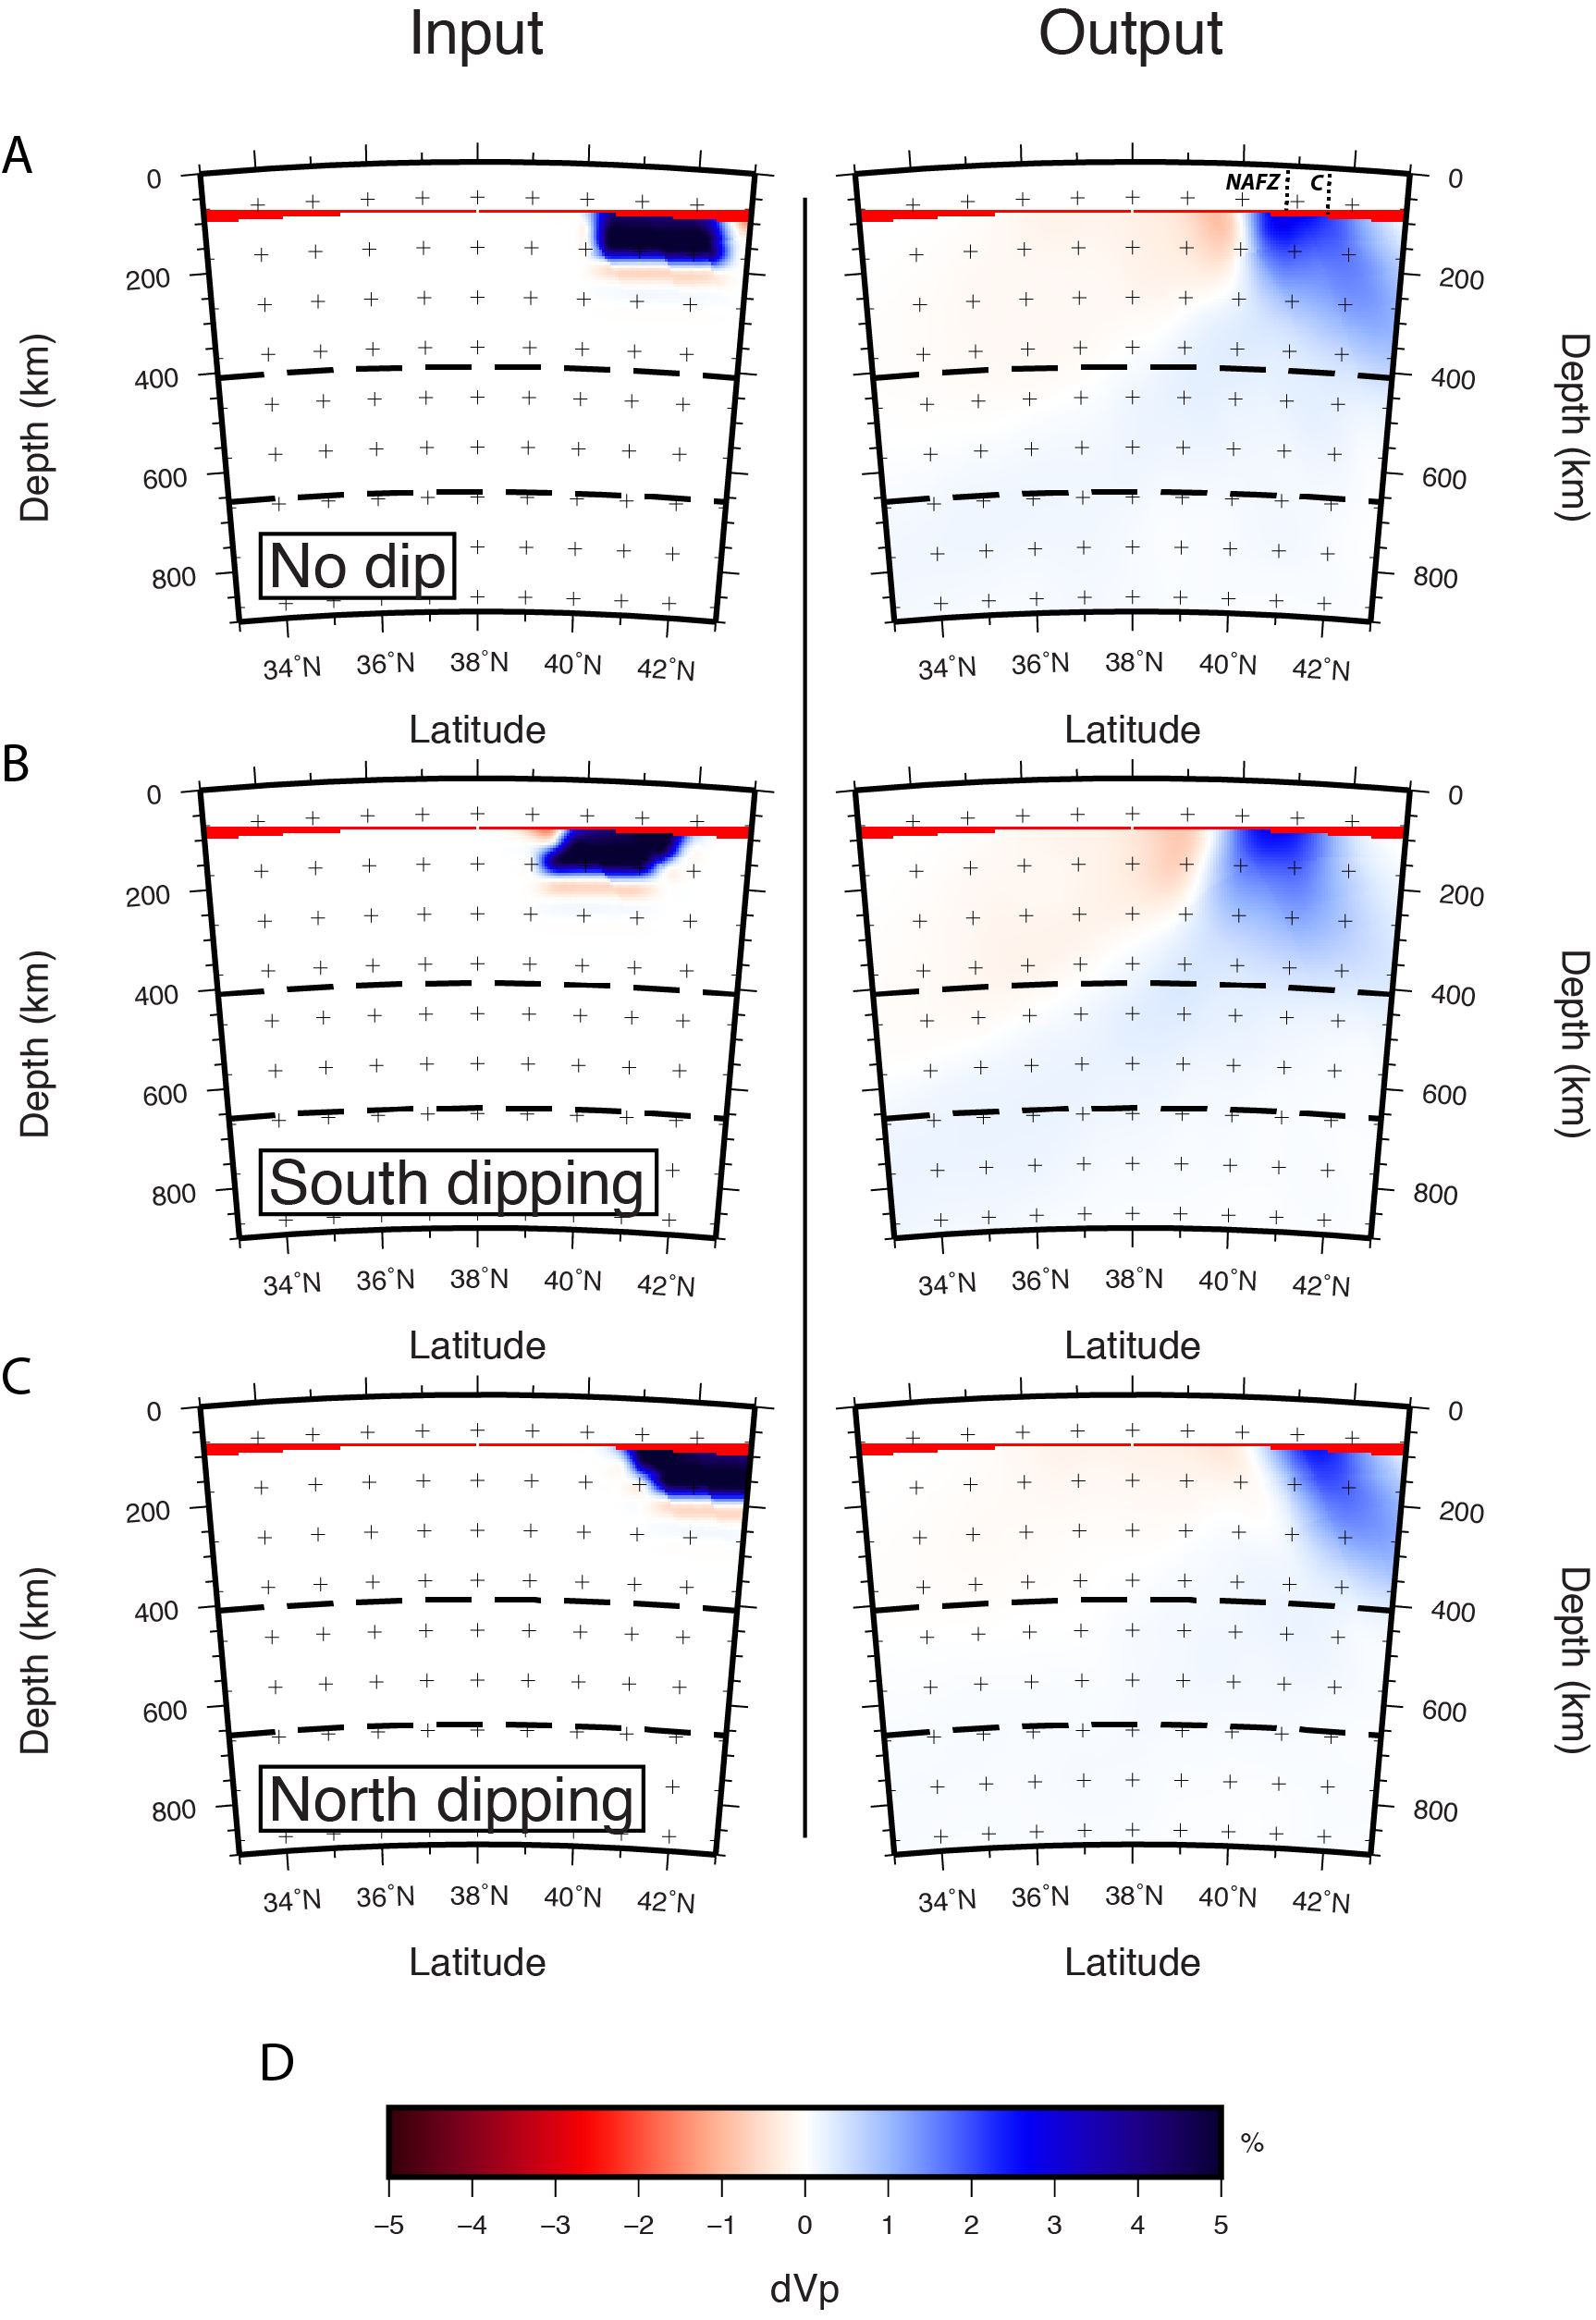 Input Output
A
0 NAFZ C 0
200 200
Depth (km) Depth (km)
400 400
600 600
No dip
800 800
34°N 36°N 38°N 40°N 42°N 34°N 36°N 38°N 40°N 42°N
Latitude Latitude
B
0 0
200 200
Depth (km) Depth (km)
400 400
600 600
South dipping
800 800
34°N 36°N 38°N 40°N 42°N 34°N 36°N 38°N 40°N 42°N
Latitude Latitude
C
0 0
200 200
Depth (km) Depth (km)
400 400
600 600
North dipping
800 800
34°N 36°N 38°N 40°N 42°N 34°N 36°N 38°N 40°N 42°N
Latitude Latitude
D
%
−5 −4 −3 −2 −1 0 1 2 3 4 5
dVp